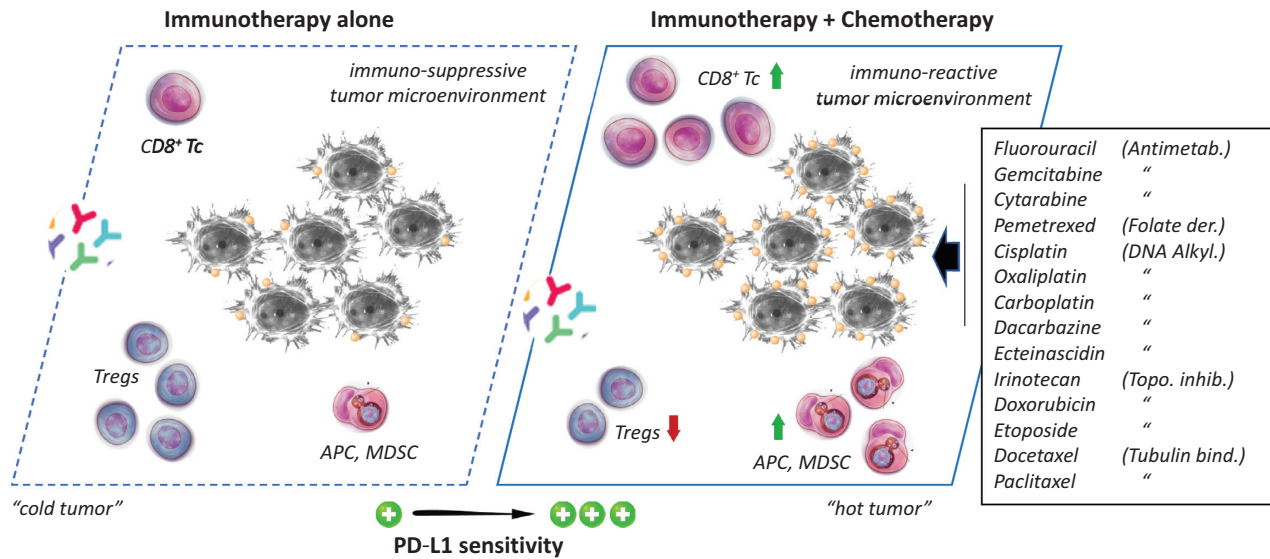 Immunotherapy alone
Immunotherapy + Chemotherapy
immuno-suppressive
tumor microenvironment
CD8⁺ Tc
Tregs
APC, MDSC
"cold tumor"
CD8⁺ Tc
immuno-reactive
tumor microenvironment
Tregs
APC, MDSC
"hot tumor"
PD-L1 sensitivity
Fluorouracil (Antimetab.)
Gemcitabine "
Cytarabine "
Pemetrexed (Folate der.)
Cisplatin (DNA Alkyl.)
Oxaliplatin "
Carboplatin "
Dacarbazine "
Ecteinascidin "
Irinotecan (Topo. inhib.)
Doxorubicin "
Etoposide "
Docetaxel (Tubulin bind.)
Paclitaxel "